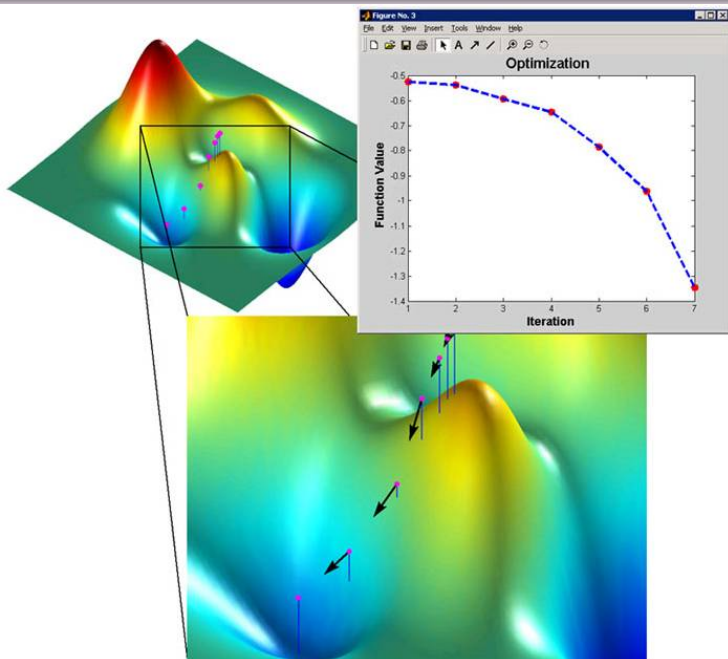 Figure No. 3
File Edit View Insert Tools Window Help
A
Optimization
-0.5
-0.6
-0.7
-0.8
-0.9
-1
-1.1
-1.2
-1.3
-1.4
Function Value
1 2 3 4 5 6 7
Iteration